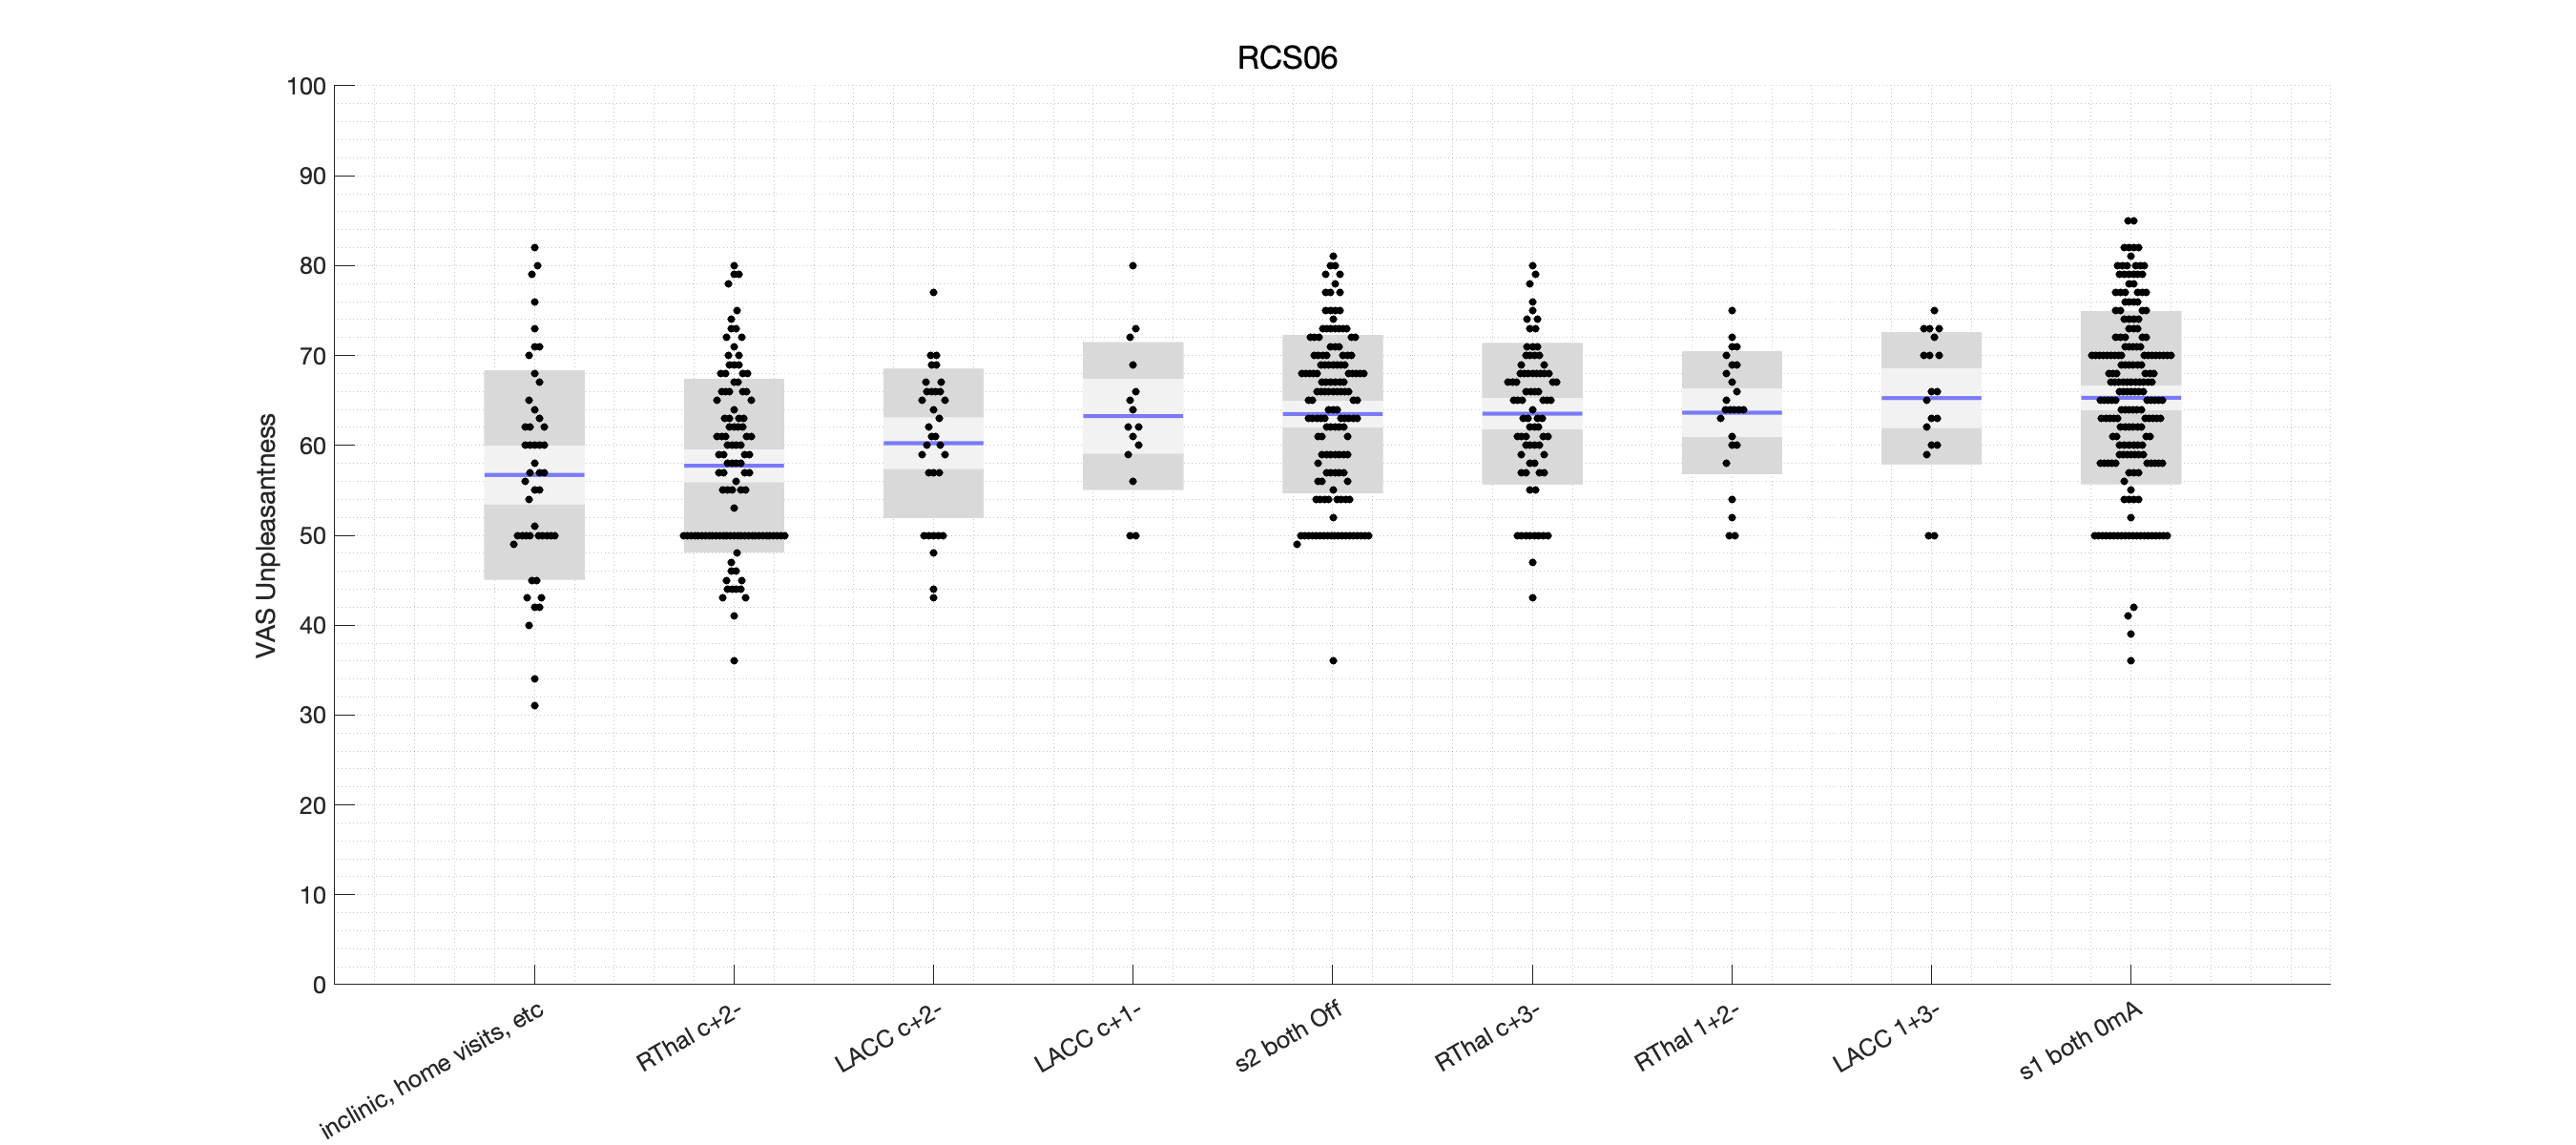 RCS06
VAS Unpleasantness
100
90
80
70
60
50
40
30
20
10
0
inclinic, home visits, etc
RThal c+2-
LACC c+2-
LACC c+1-
s2 both Off
RThal c+3-
RThal 1+2-
LACC 1+3-
s1 both 0mA